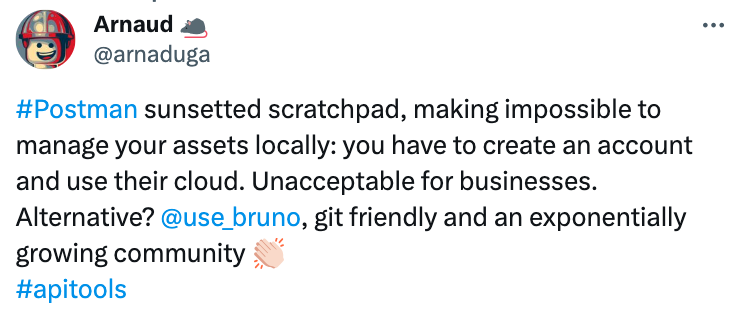 Arnaud 🐀
@arnaduga
#Postman sunsetted scratchpad, making impossible to
manage your assets locally: you have to create an account
and use their cloud. Unacceptable for businesses.
Alternative? @use_bruno, git friendly and an exponentially
growing community 👏🏻
#apitools